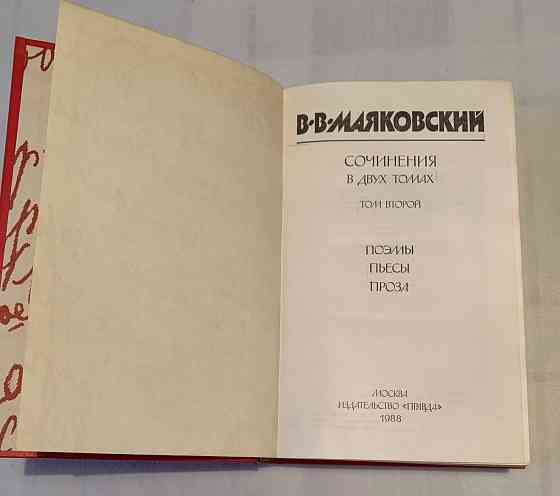 В·В·МАЯКОВСКИЙ
СОЧИНЕНИЯ
В ДВУХ ТОМАХ
ТОМ ВТОРОЙ
ПОЭМЫ
ПЬЕСЫ
ПРОЗА
МОСКВА
ИЗДАТЕЛЬСТВО «ПРАВДА»
1988